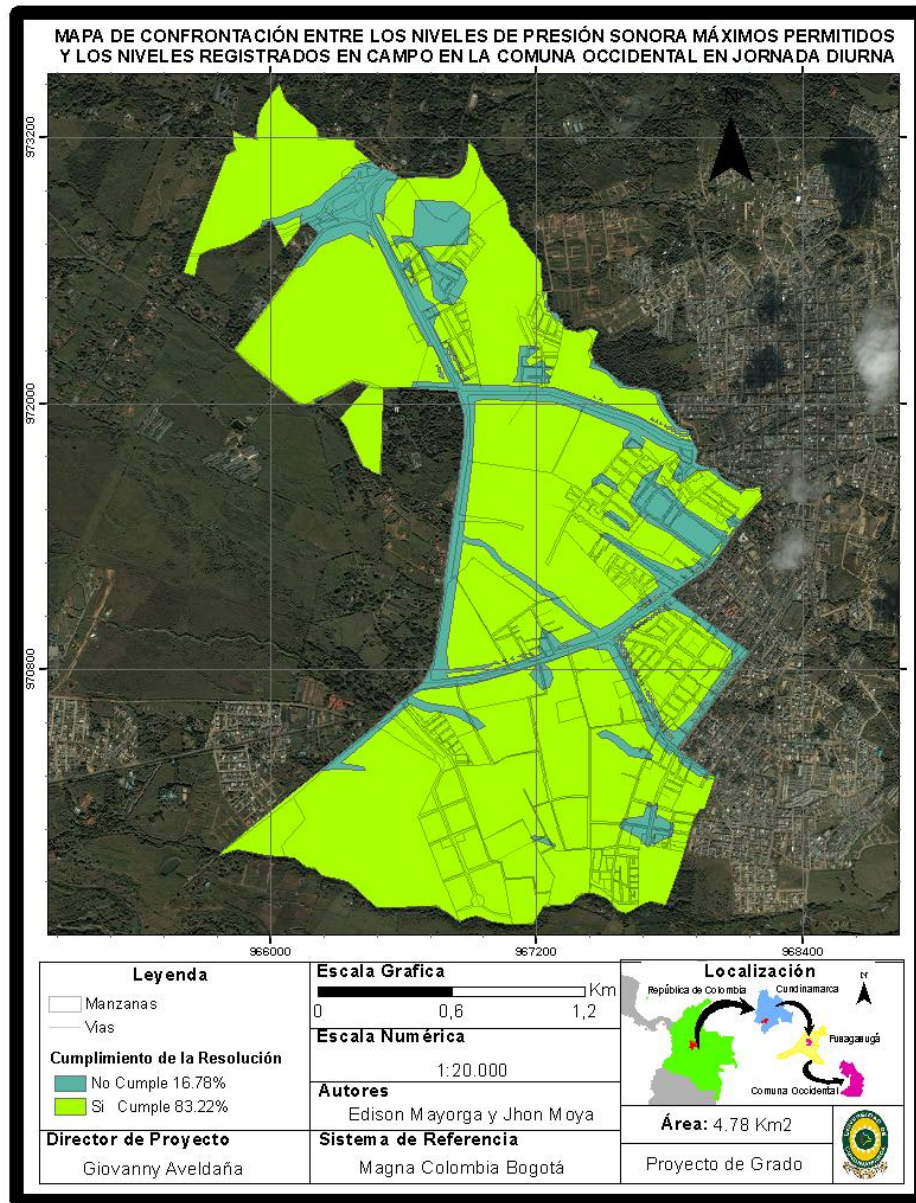 MAPA DE CONFRONTACIÓN ENTRE LOS NIVELES DE PRESIÓN SONORA MÁXIMOS PERMITIDOS
Y LOS NIVELES REGISTRADOS EN CAMPO EN LA COMUNA OCCIDENTAL EN JORNADA DIURNA
973200
972000
970800
966000
967200
968400
Leyenda
Manzanas
Vias
Cumplimiento de la Resolución
No Cumple 16.78%
Si Cumple 83.22%
Director de Proyecto
Giovanny Aveldaña
Escala Grafica
Km
0 0,6 1,2
Escala Numérica
1:20.000
Autores
Edison Mayorga y Jhon Moya
Sistema de Referencia
Magna Colombia Bogotá
Localización
República de Colombia
Cundinamarca
N
Fusagasugá
Comuna Occidental
Área: 4.78 Km2
Proyecto de Grado